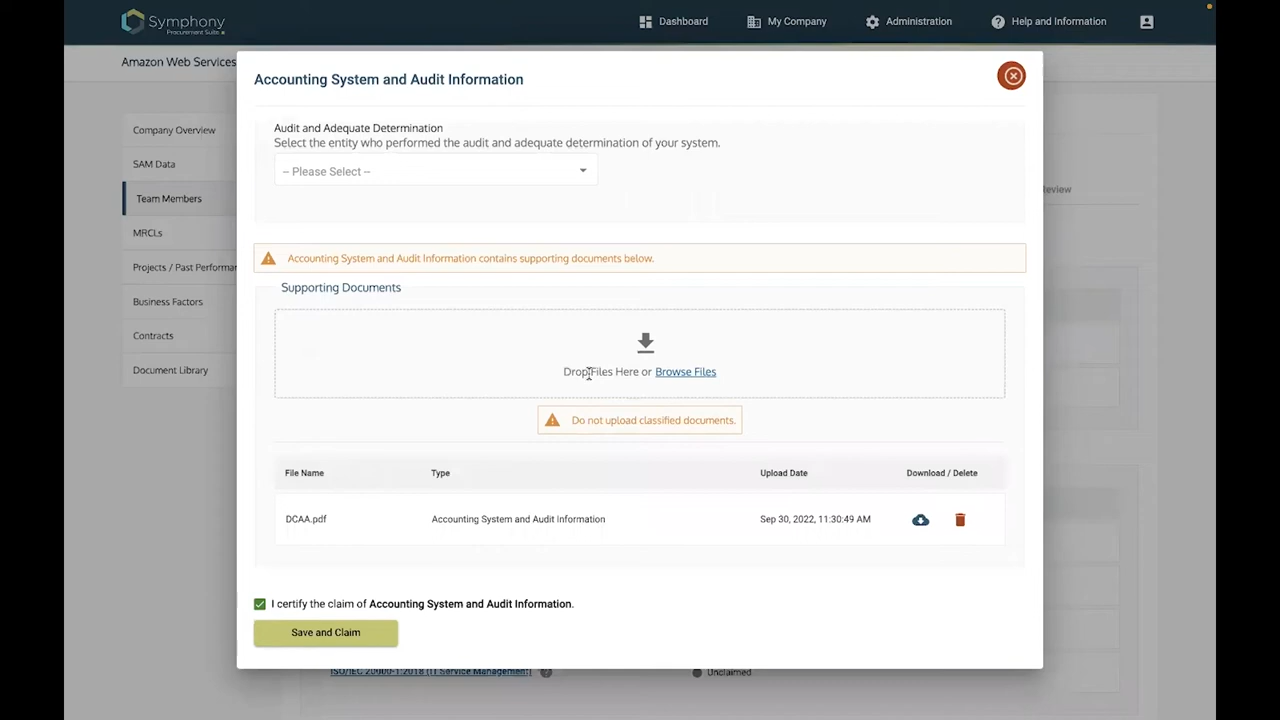 Symphony
Procurement Suite
Dashboard
My Company
Administration
Help and Information
Amazon Web Services
Accounting System and Audit Information
Company Overview
SAM Data
Team Members
MRCLs
Projects / Past Performan
Business Factors
Contracts
Document Library
Audit and Adequate Determination
Select the entity who performed the audit and adequate determination of your system.
-- Please Select --
eview
Accounting System and Audit Information contains supporting documents below.
Supporting Documents
Drop Files Here or Browse Files
Do not upload classified documents.
File Name Type Upload Date Download / Delete
DCAA.pdf Accounting System and Audit Information Sep 30, 2022, 11:30:49 AM
I certify the claim of Accounting System and Audit Information.
Save and Claim
ISO/IEC 20000-1:2018 (IT Service Management) Unclaimed